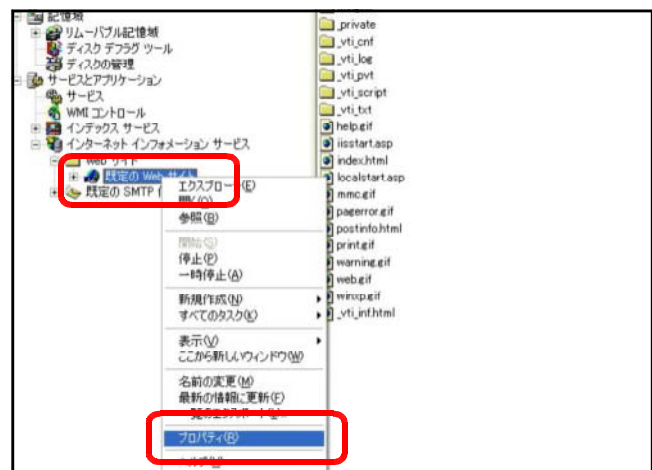 記憶域
リムーバブル記憶域
ディスク デフラグ ツール
ディスクの管理
サービスとアプリケーション
サービス
WMI コントロール
インデックス サービス
インターネット インフォメーション サービス
Web サイト
既定の Web サイト
既定の SMTP
エクスプローラ(E)
開く(O)
参照(B)
開始(S)
停止(P)
一時停止(A)
新規作成(N)
すべてのタスク(K)
表示(V)
ここから新しいウィンドウ(W)
名前の変更(M)
最新の情報に更新(F)
プロパティ(R)
_private
_vti_cnf
_vti_log
_vti_pvt
_vti_script
_vti_txt
help.gif
iisstart.asp
index.html
localstart.asp
mmc.gif
pagerror.gif
postinfo.html
print.gif
warning.gif
web.gif
winxp.gif
_vti_inf.html